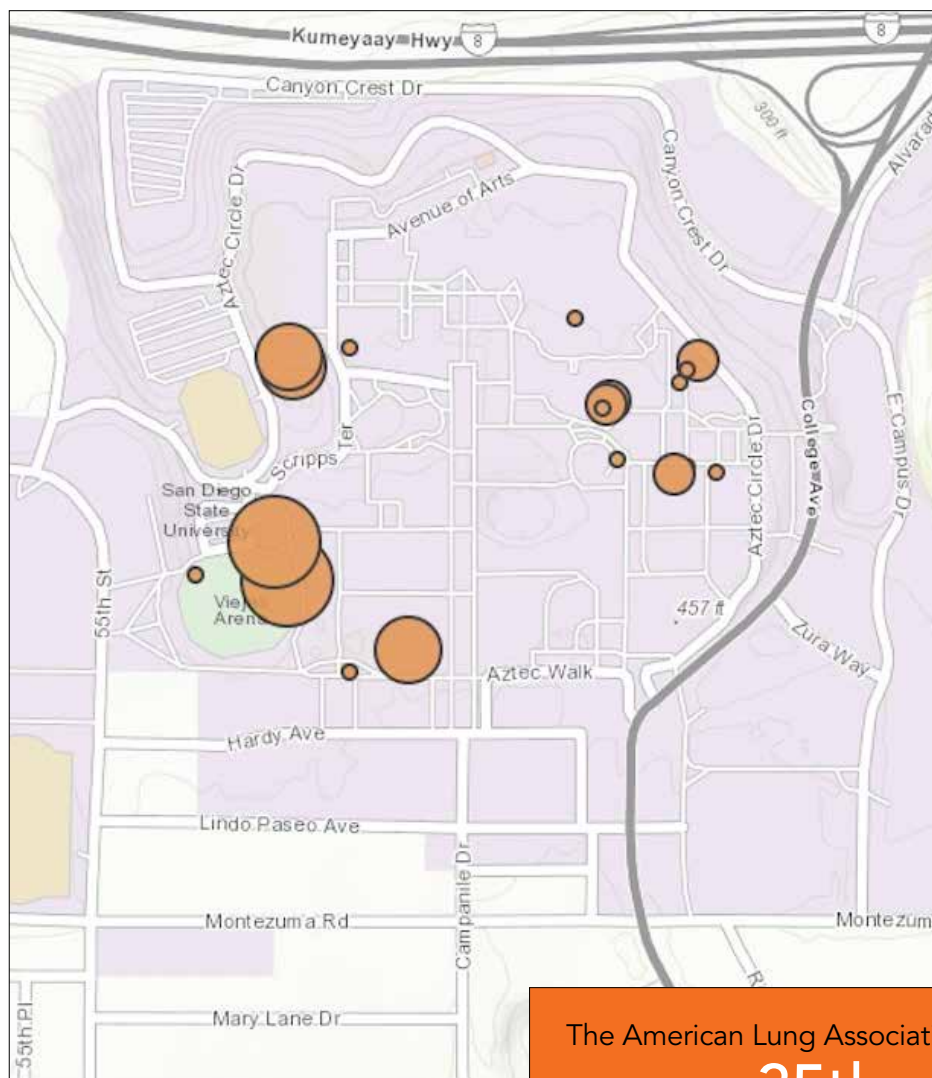 Kumeyaay Hwy 8
8
Canyon Crest Dr
300 ft
Canyon Crest Dr
Aztec Circle Dr
Avenue of Arts
Scripps Ter
San Diego
State
University
Viejas
Arena
55th St
Aztec Circle Dr
College Ave
E Campus Dr
457 ft
Zura Way
Aztec Walk
Hardy Ave
Lindo Paseo Ave
Campanile Dr
Montezuma Rd
Montezum
Mary Lane Dr
55th Pl
The American Lung Associat
35th